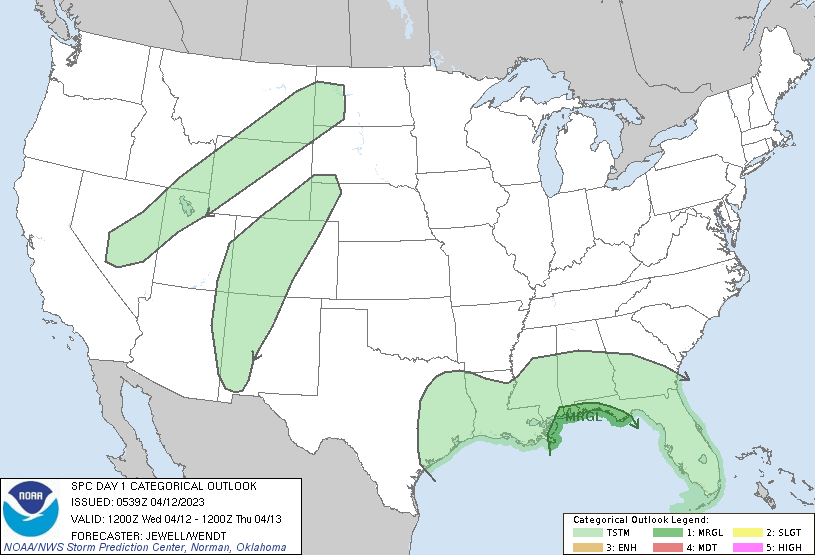 MRGL
NOAA
SPC DAY 1 CATEGORICAL OUTLOOK
ISSUED: 0539Z 04/12/2023
VALID: 1200Z Wed 04/12 - 1200Z Thu 04/13
FORECASTER: JEWELL/WENDT
NOAA/NWS Storm Prediction Center, Norman, Oklahoma
Categorical Outlook Legend:
TSTM 1: MRGL 2: SLGT
3: ENH 4: MDT 5: HIGH